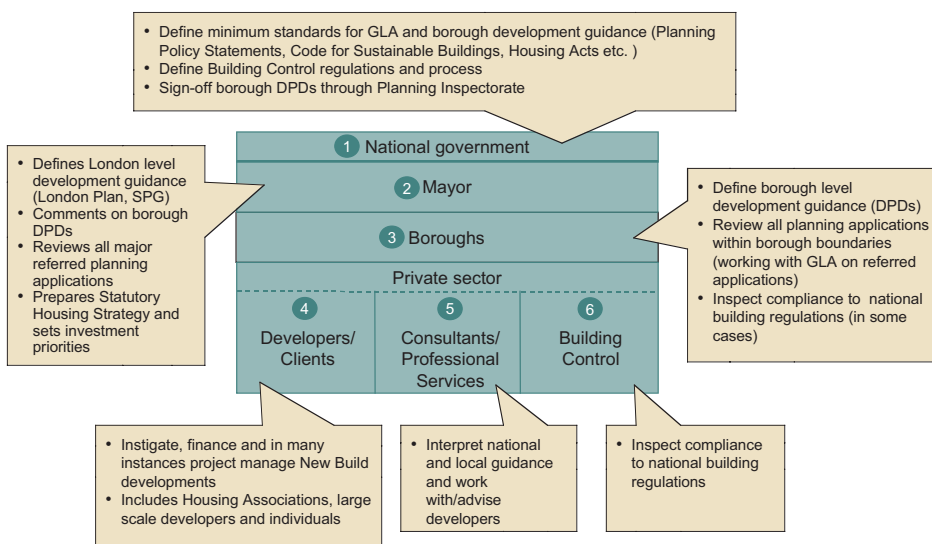 • Define minimum standards for GLA and borough development guidance (Planning
Policy Statements, Code for Sustainable Buildings, Housing Acts etc. )
• Define Building Control regulations and process
• Sign-off borough DPDs through Planning Inspectorate
1 National government
2 Mayor
3 Boroughs
Private sector
4
Developers/
Clients
5
Consultants/
Professional
Services
6
Building
Control
• Defines London level
development guidance
(London Plan, SPG)
• Comments on borough
DPDs
• Reviews all major
referred planning
applications
• Prepares Statutory
Housing Strategy and
sets investment
priorities
• Define borough level
development guidance (DPDs)
• Review all planning applications
within borough boundaries
(working with GLA on referred
applications)
• Inspect compliance to national
building regulations (in some
cases)
• Instigate, finance and in many
instances project manage New Build
developments
• Includes Housing Associations, large
scale developers and individuals
• Interpret national
and local guidance
and work
with/advise
developers
• Inspect compliance
to national building
regulations